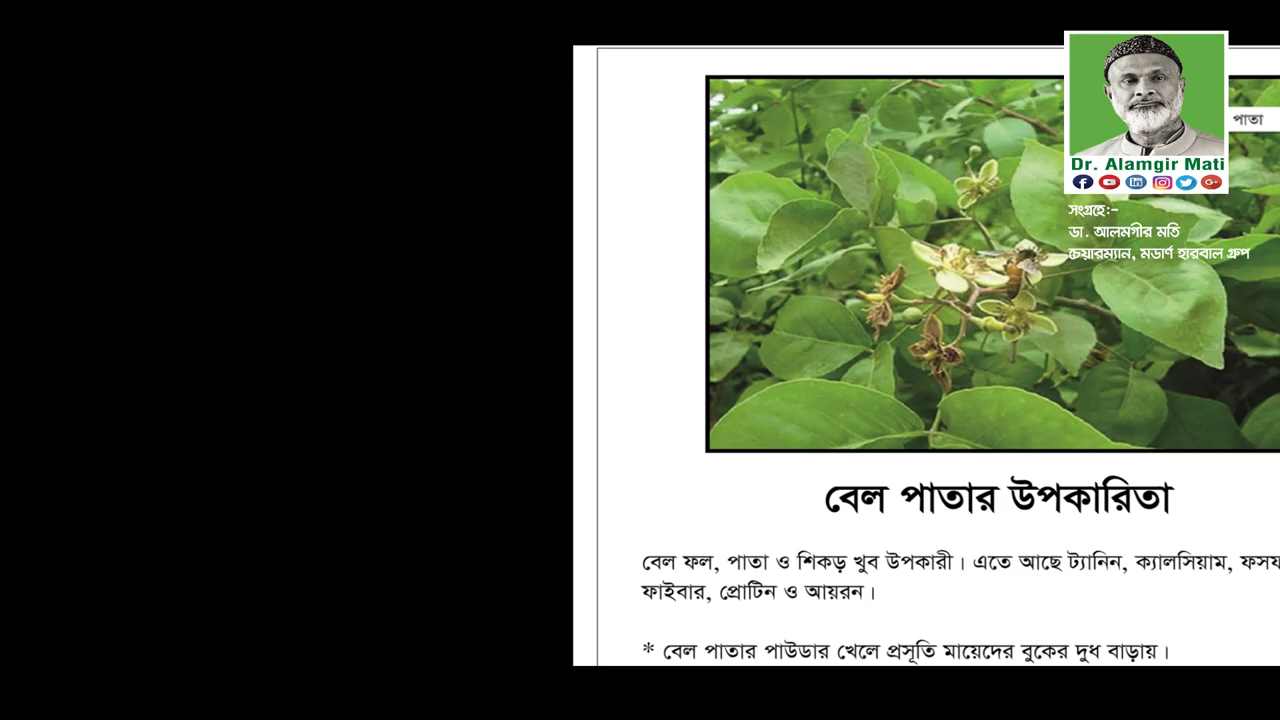 পাতা
Dr. Alamgir Mati
সংগ্রহে:-
ডা. আলমগীর মতি
চেয়ারম্যান, মডার্ণ হারবাল গ্রুপ
বেল পাতার উপকারিতা
বেল ফল, পাতা ও শিকড় খুব উপকারী। এতে আছে ট্যানিন, ক্যালসিয়াম,
ফাইবার, প্রোটিন ও আয়রন।
* বেল পাতার পাউডার খেলে প্রসূতি মায়েদের বুকের দুধ বাড়ায়।